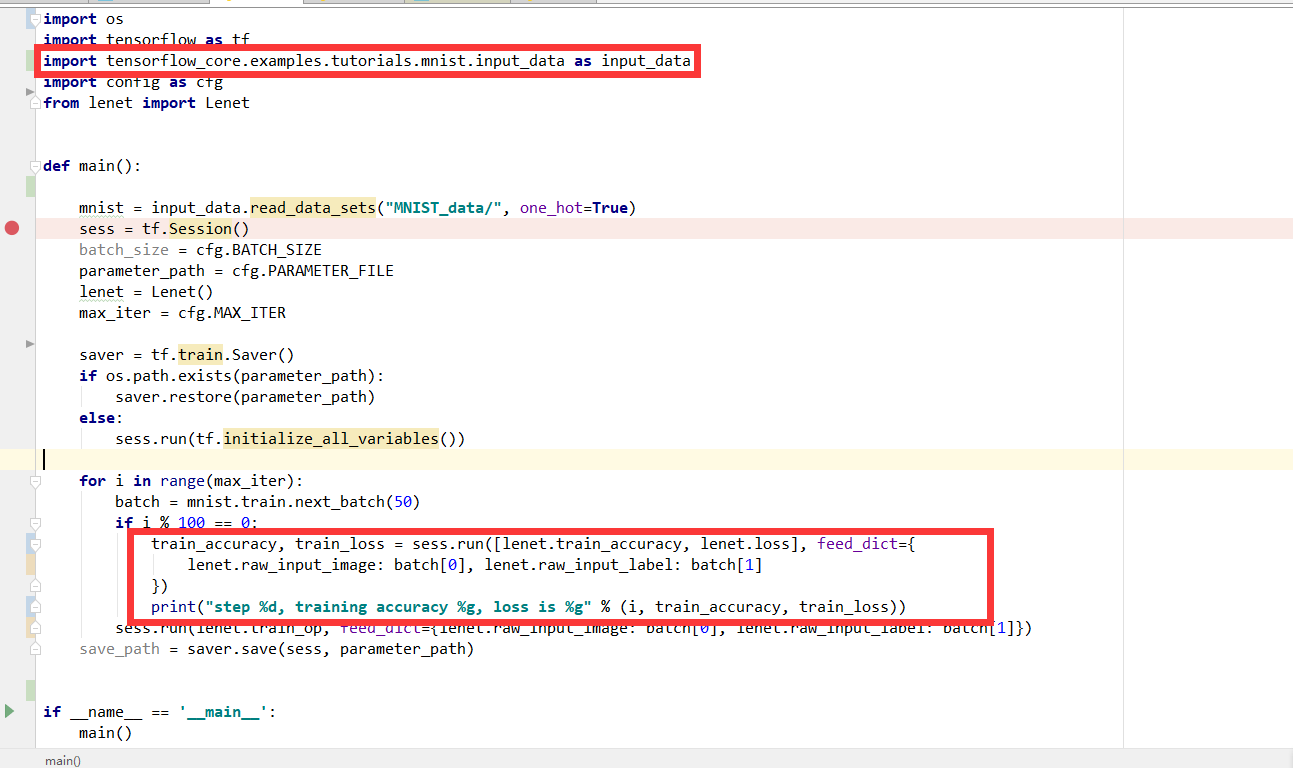 import os
import tensorflow as tf
import tensorflow_core.examples.tutorials.mnist.input_data as input_data
import config as cfg
from lenet import Lenet
def main():
mnist = input_data.read_data_sets("MNIST_data/", one_hot=True)
sess = tf.Session()
batch_size = cfg.BATCH_SIZE
parameter_path = cfg.PARAMETER_FILE
lenet = Lenet()
max_iter = cfg.MAX_ITER
saver = tf.train.Saver()
if os.path.exists(parameter_path):
saver.restore(parameter_path)
else:
sess.run(tf.initialize_all_variables())
for i in range(max_iter):
batch = mnist.train.next_batch(50)
if i % 100 == 0:
train_accuracy, train_loss = sess.run([lenet.train_accuracy, lenet.loss], feed_dict={
lenet.raw_input_image: batch[0], lenet.raw_input_label: batch[1]
})
print("step %d, training accuracy %g, loss is %g" % (i, train_accuracy, train_loss))
sess.run(lenet.train_op, feed_dict={lenet.raw_input_image: batch[0], lenet.raw_input_label: batch[1]})
save_path = saver.save(sess, parameter_path)
if __name__ == '__main__':
main()
main()